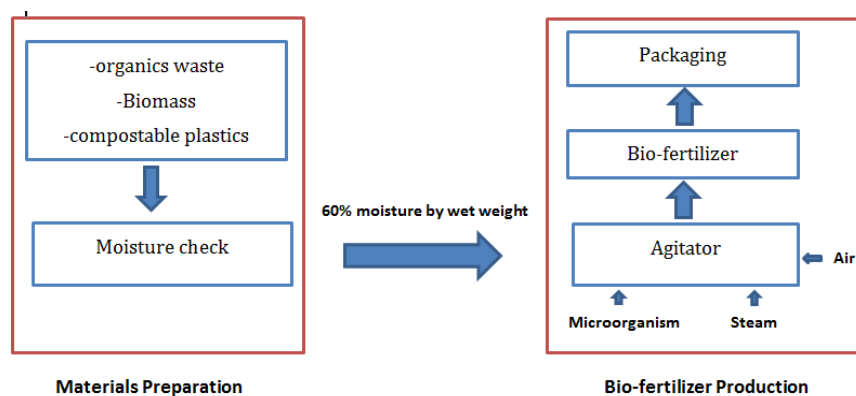 -organics waste
-Biomass
-compostable plastics
Moisture check
Materials Preparation
60% moisture by wet weight
Packaging
Bio-fertilizer
Agitator
Air
Microorganism
Steam
Bio-fertilizer Production